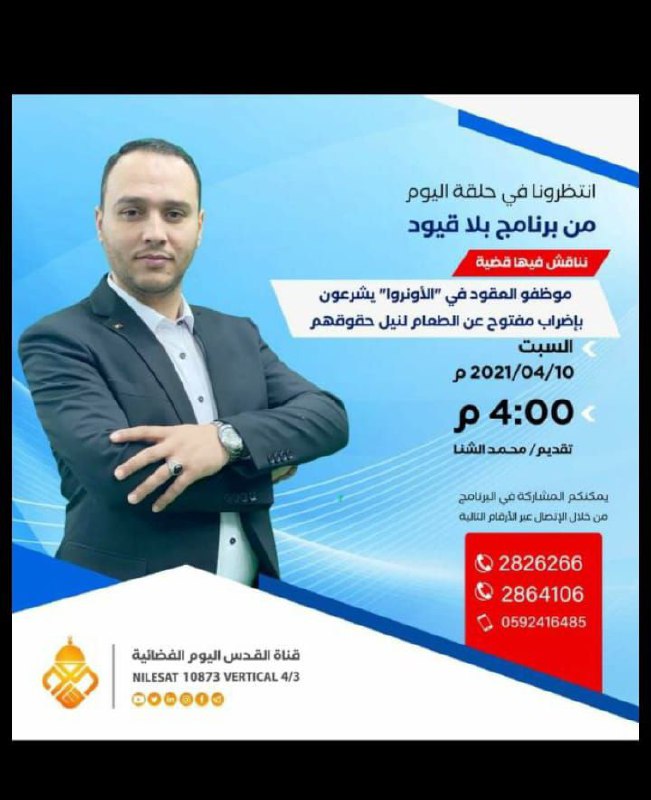 انتظرونا في حلقة اليوم
من برنامج بلا قيود
نناقش فيها قضية
موظفو العقود في "الأونروا" يشرعون
بإضراب مفتوح عن الطعام لنيل حقوقهم
السبت
2021/04/10 م
4:00 م
تقديم/ محمد الشنا
يمكنكم المشاركة في البرنامج
من خلال الإتصال عبر الأرقام التالية
2826266
2864106
0592416485
قناة القدس اليوم الفضائية
NILESAT 10873 VERTICAL 4/3